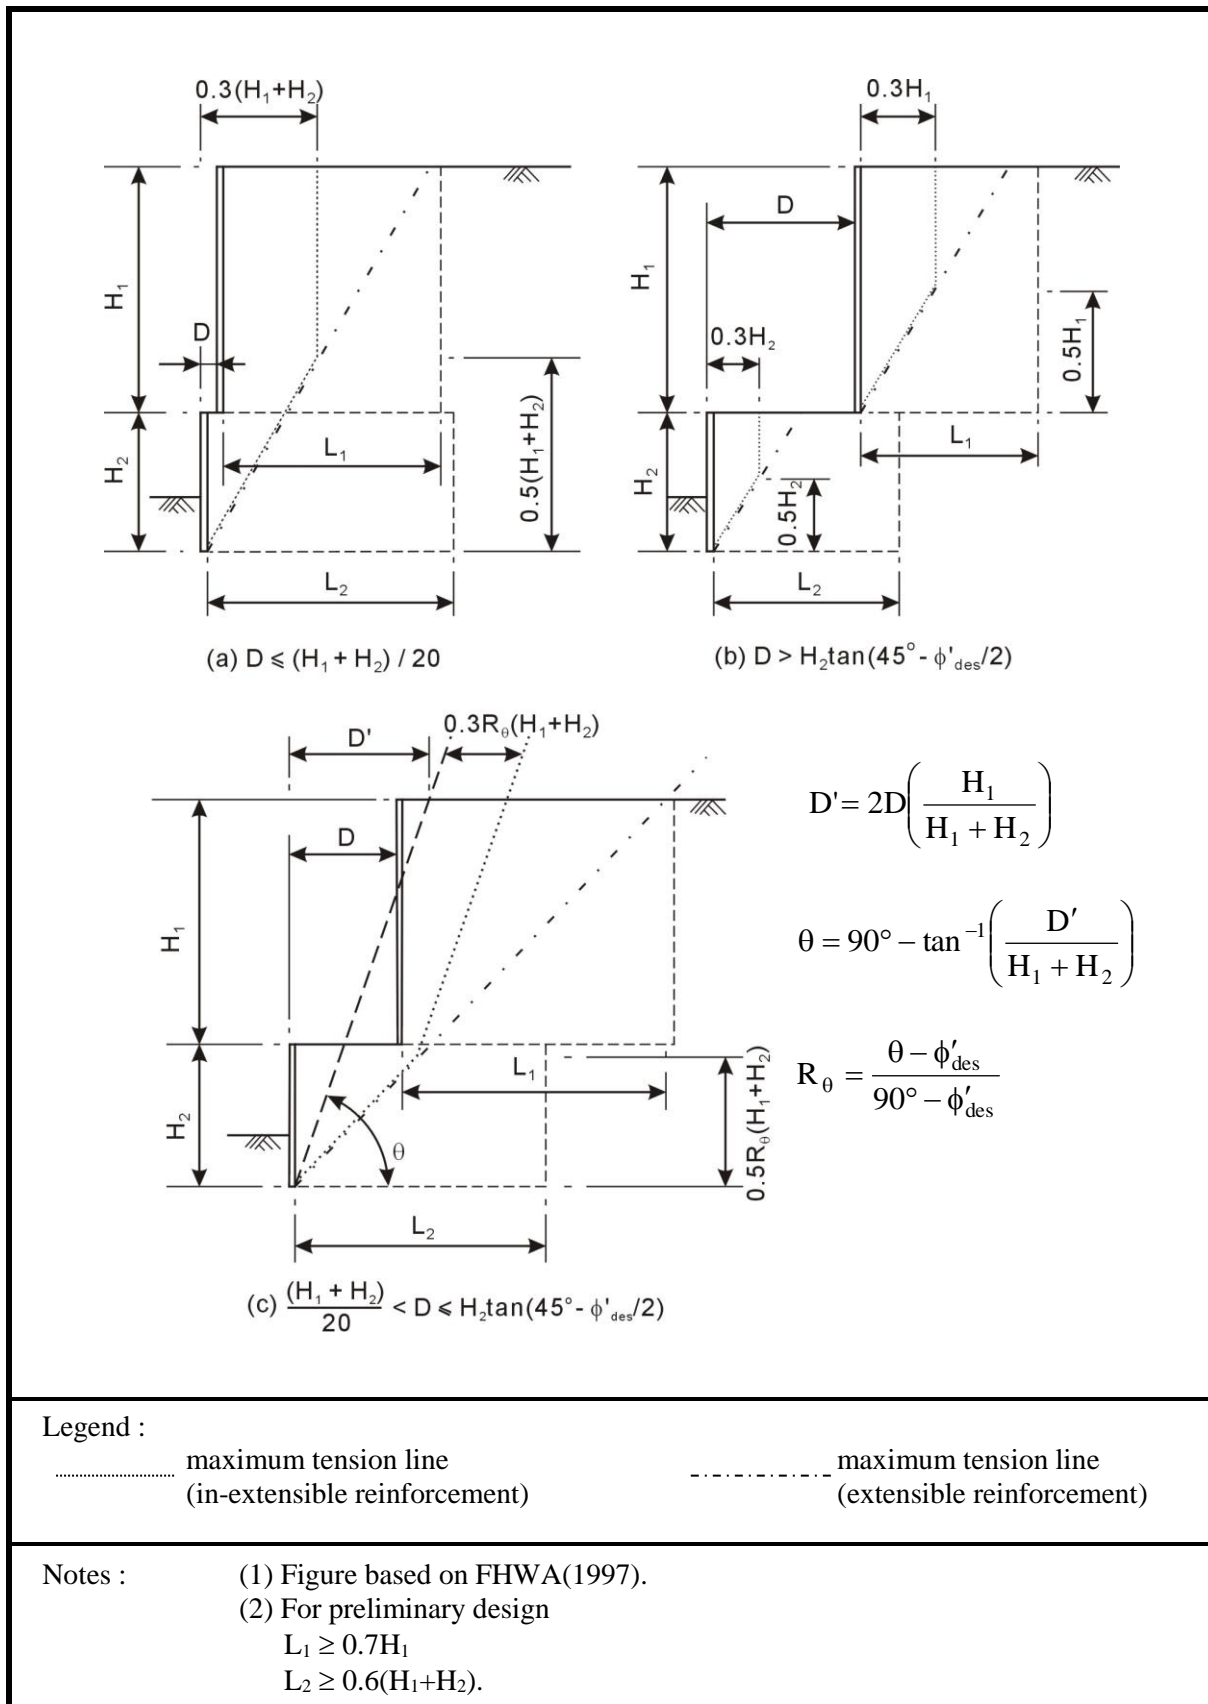 0.3(H₁+H₂)
H₁
D
H₂
L₁
0.5(H₁+H₂)
L₂
(a) D ⩽ (H₁ + H₂) / 20
0.3H₁
D
H₁
0.3H₂
0.5H₁
H₂
L₁
0.5H₂
L₂
(b) D > H₂tan(45° - ϕ'des/2)
D'
0.3Rθ(H₁+H₂)
D
H₁
L₁
H₂
θ
0.5Rθ(H₁+H₂)
L₂
(c) (H₁ + H₂)/20 < D ⩽ H₂tan(45° - ϕ'des/2)
D' = 2D(H₁/(H₁ + H₂))
θ = 90° − tan⁻¹(D′/(H₁ + H₂))
Rθ = (θ − ϕ′des)/(90° − ϕ′des)
Legend :
maximum tension line
(in-extensible reinforcement)
maximum tension line
(extensible reinforcement)
Notes : (1) Figure based on FHWA(1997).
(2) For preliminary design
L₁ ≥ 0.7H₁
L₂ ≥ 0.6(H₁+H₂).